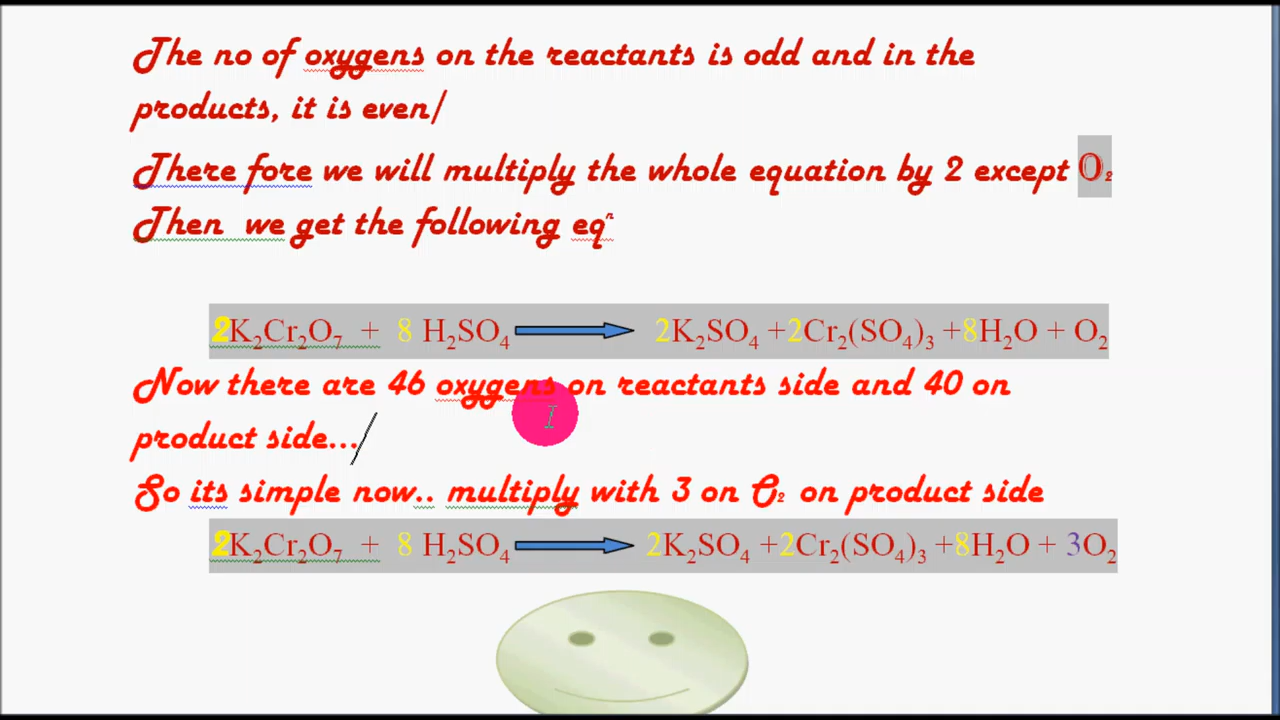 The no of oxygens on the reactants is odd and in the
products, it is even/
There fore we will multiply the whole equation by 2 except O₂
Then we get the following eqⁿ
2K₂Cr₂O₇ + 8 H₂SO₄ → 2K₂SO₄ +2Cr₂(SO₄)₃ +8H₂O + O₂
Now there are 46 oxygens on reactants side and 40 on
product side.../
So its simple now.. multiply with 3 on O₂ on product side
2K₂Cr₂O₇ + 8 H₂SO₄ → 2K₂SO₄ +2Cr₂(SO₄)₃ +8H₂O + 3O₂